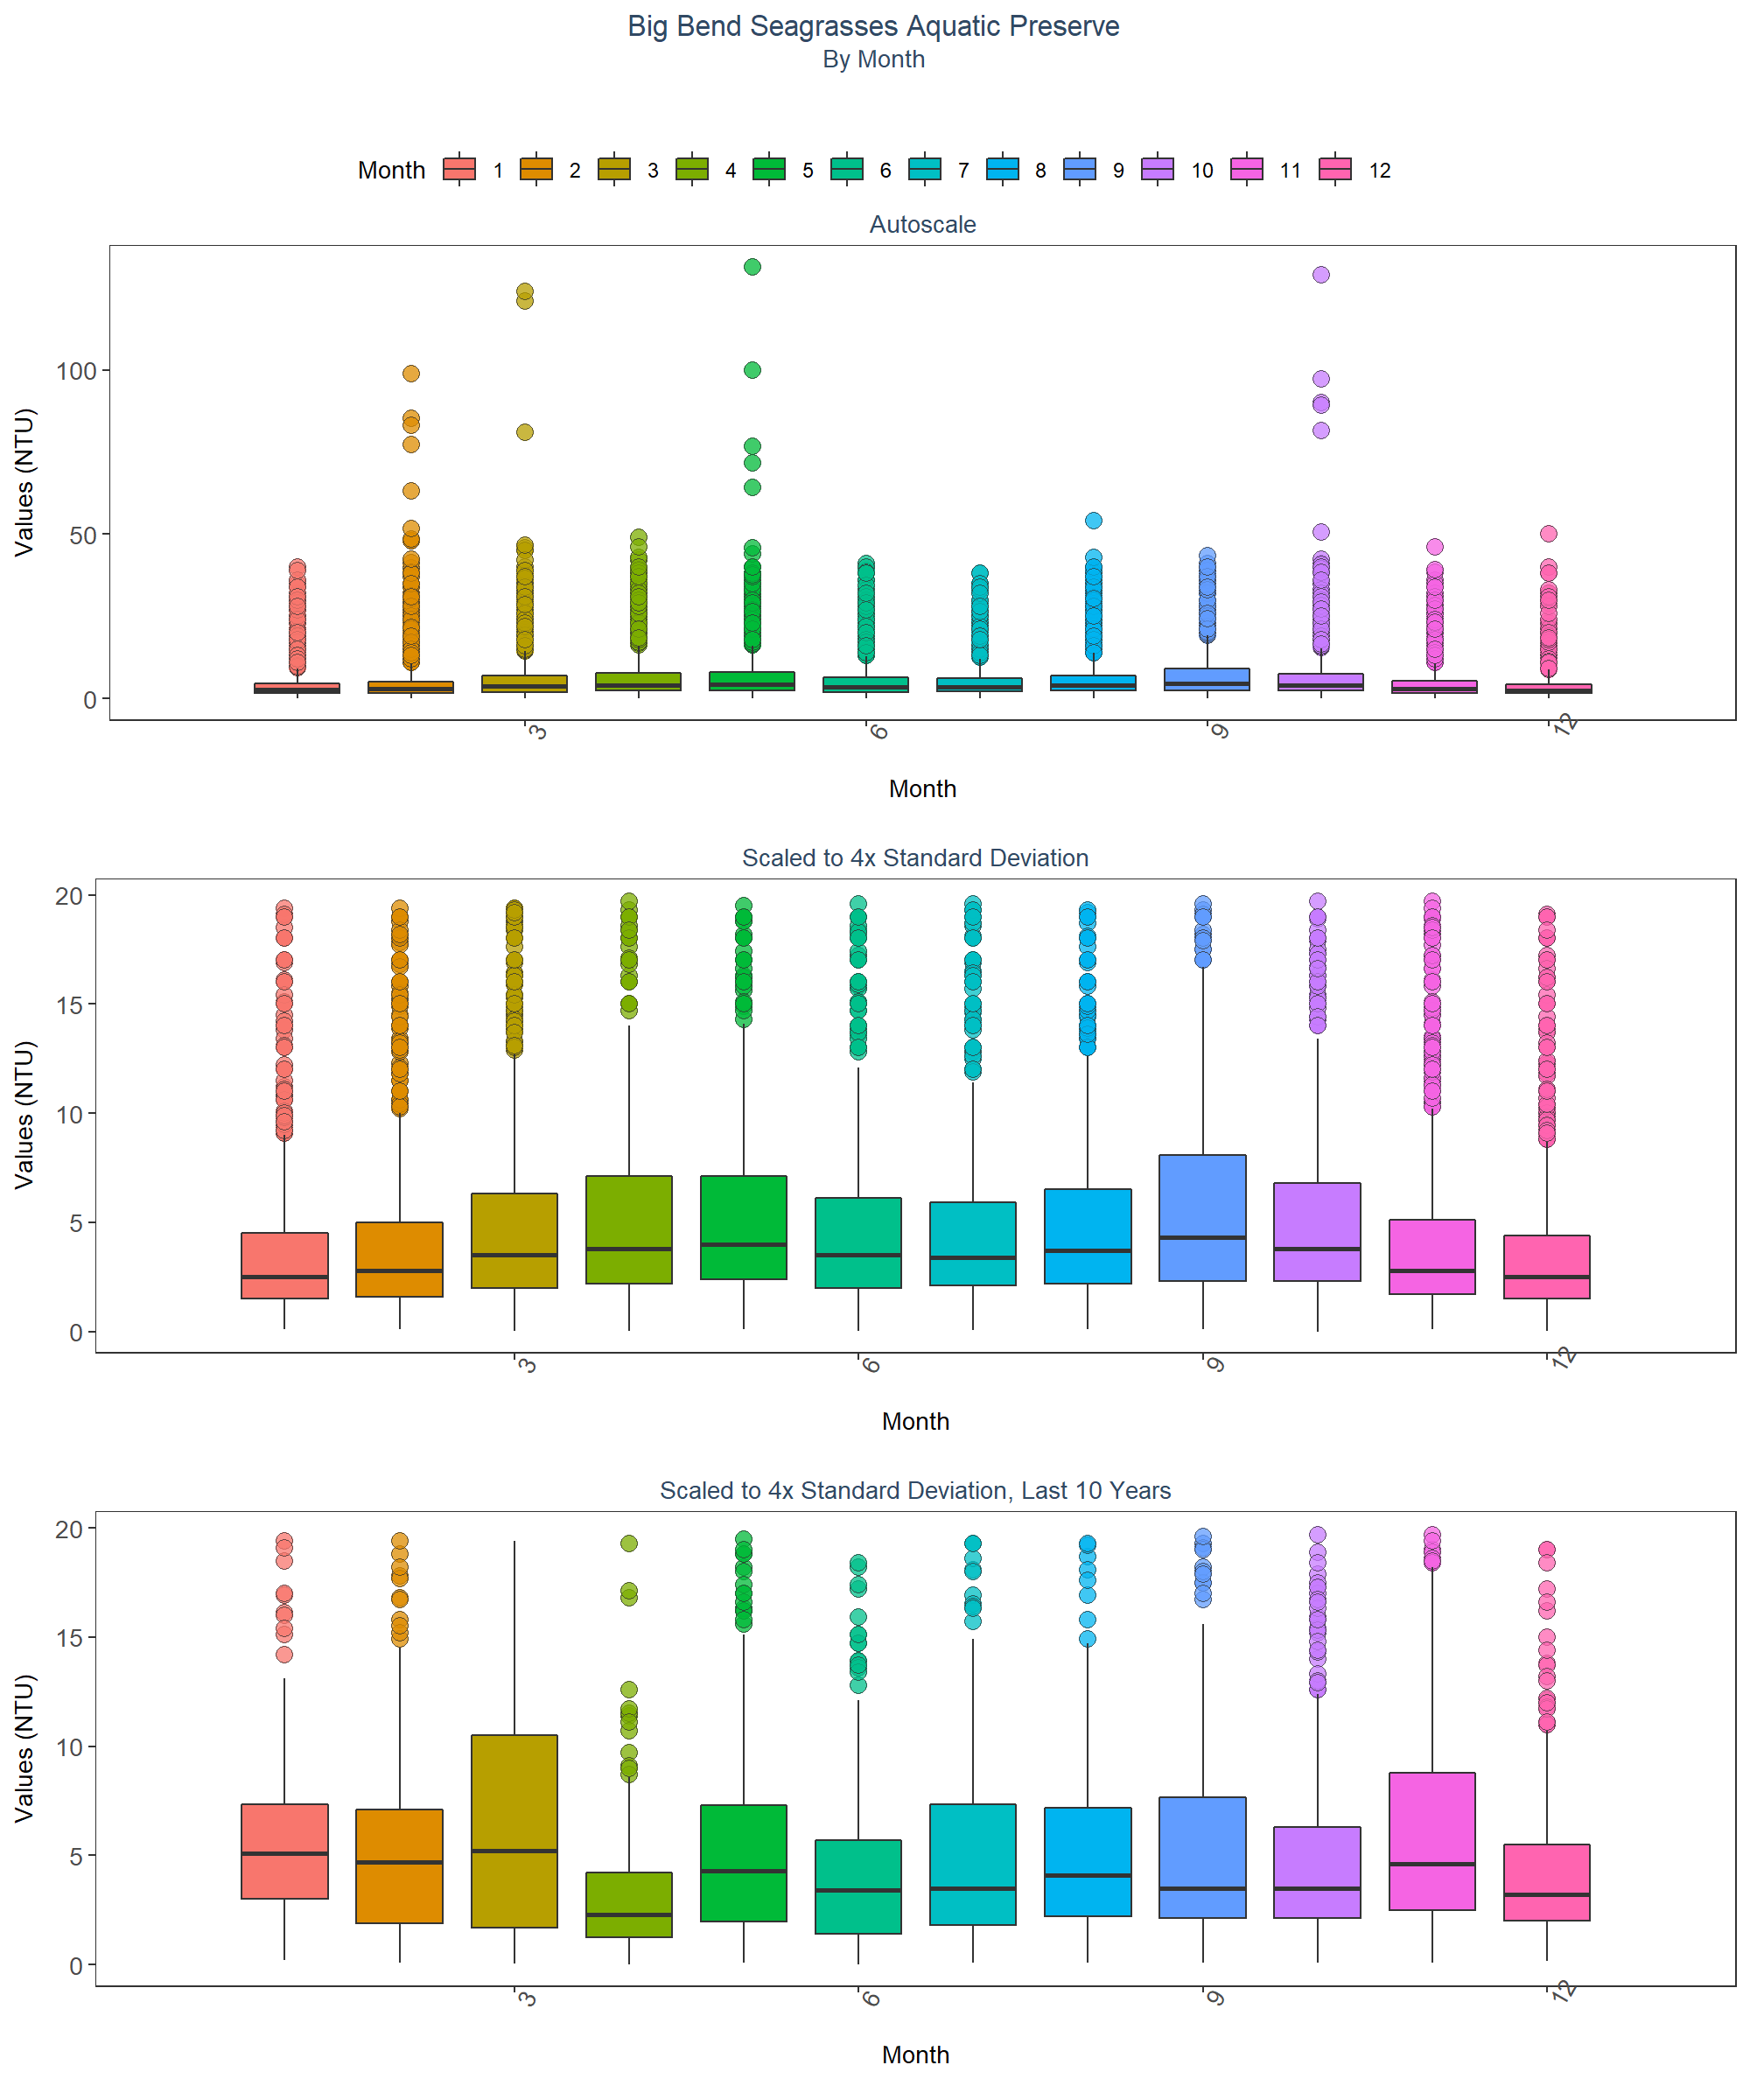 Big Bend Seagrasses Aquatic Preserve
By Month
Month 1 2 3 4 5 6 7 8 9 10 11 12
Autoscale
Values (NTU)
100
50
0
3 6 9 12
Month
Scaled to 4x Standard Deviation
Values (NTU)
20
15
10
5
0
3 6 9 12
Month
Scaled to 4x Standard Deviation, Last 10 Years
Values (NTU)
20
15
10
5
0
3 6 9 12
Month